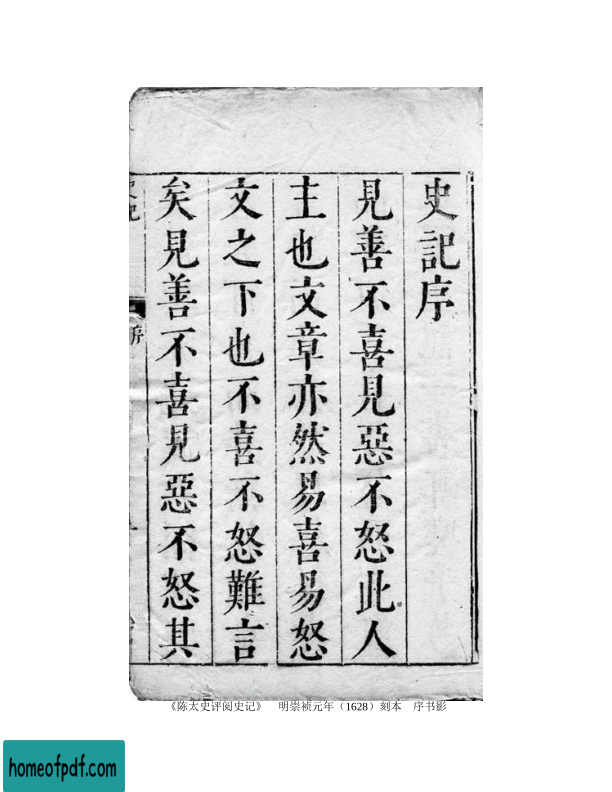 史記序
見善不喜見惡不怒此人
主也文章亦然易喜易怒
文之下也不喜不怒難言
矣見善不喜見惡不怒其
序
《陈太史评阅史记》　明崇祯元年（1628）刻本　序书影
homeofpdf.com